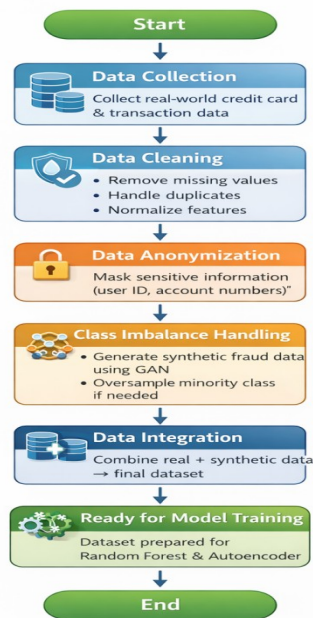 Start
Data Collection
Collect real-world credit card
& transaction data
Data Cleaning
• Remove missing values
• Handle duplicates
• Normalize features
Data Anonymization
Mask sensitive information
(user ID, account numbers)"
Class Imbalance Handling
• Generate synthetic fraud data
using GAN
• Oversample minority class
if needed
Data Integration
Combine real + synthetic data
→ final dataset
Ready for Model Training
Dataset prepared for
Random Forest & Autoencoder
End